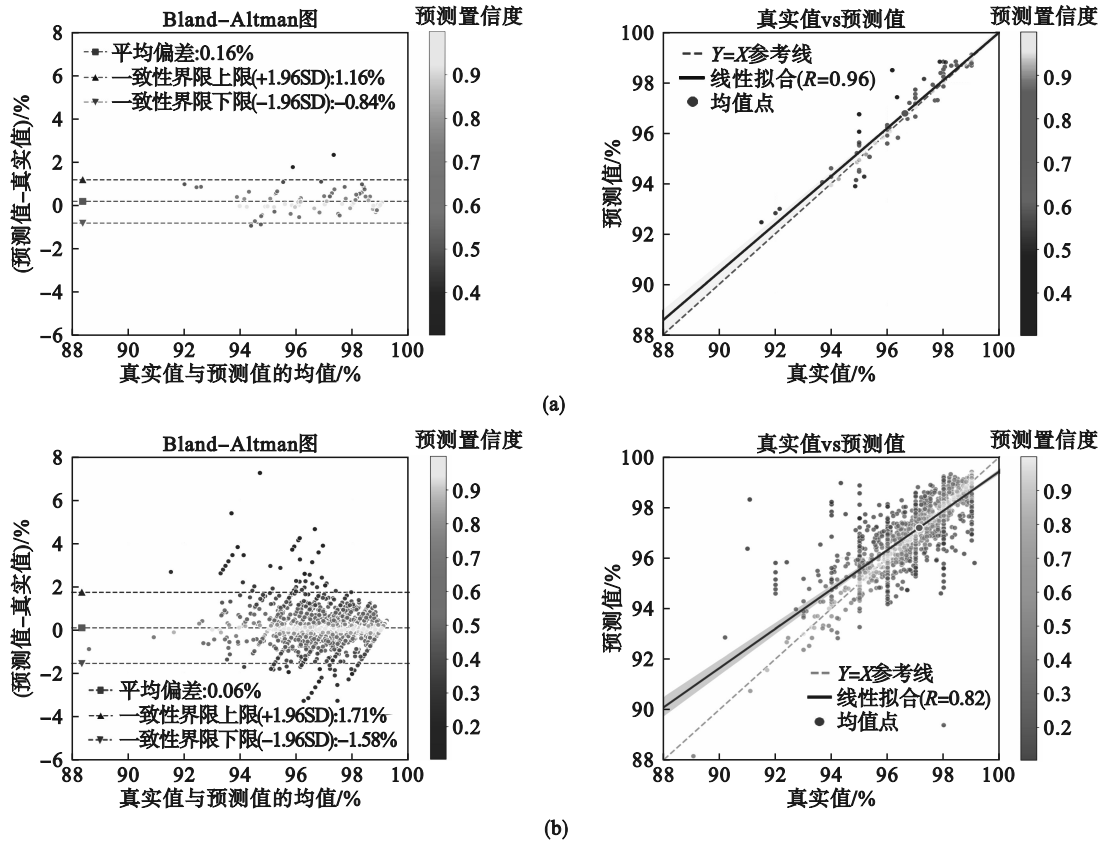 Bland−Altman图
预测置信度
8
6
4
2
0
−2
−4
−6
平均偏差:0.16%
一致性界限上限(+1.96SD):1.16%
一致性界限下限(−1.96SD):−0.84%
(预测值−真实值)/%
88 90 92 94 96 98 100
真实值与预测值的均值/%
0.9
0.8
0.7
0.6
0.5
0.4
真实值vs预测值
预测置信度
100
98
96
94
92
90
88
Y=X参考线
线性拟合(R=0.96)
均值点
预测值/%
88 90 92 94 96 98 100
真实值/%
0.9
0.8
0.7
0.6
0.5
0.4
(a)
Bland−Altman图
预测置信度
8
6
4
2
0
−2
−4
−6
平均偏差:0.06%
一致性界限上限(+1.96SD):1.71%
一致性界限下限(−1.96SD):−1.58%
(预测值−真实值)/%
88 90 92 94 96 98 100
真实值与预测值的均值/%
0.9
0.8
0.7
0.6
0.5
0.4
0.3
0.2
真实值vs预测值
预测置信度
100
98
96
94
92
90
88
Y=X参考线
线性拟合(R=0.82)
均值点
预测值/%
88 90 92 94 96 98 100
真实值/%
0.9
0.8
0.7
0.6
0.5
0.4
0.3
0.2
(b)